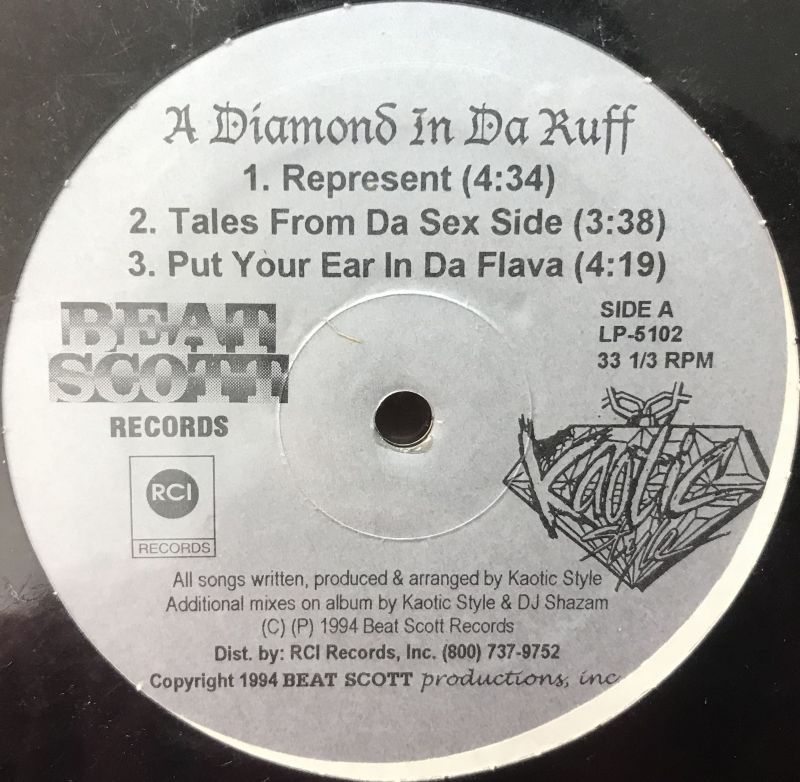 A Diamond In Da Ruff
1. Represent (4:34)
2. Tales From Da Sex Side (3:38)
3. Put Your Ear In Da Flava (4:19)
BEAT
SCOTT
RECORDS
SIDE A
LP-5102
33 1/3 RPM
RCI
RECORDS
Kaotic
Style
All songs written, produced & arranged by Kaotic Style
Additional mixes on album by Kaotic Style & DJ Shazam
(C) (P) 1994 Beat Scott Records
Dist. by: RCI Records, Inc. (800) 737-9752
Copyright 1994 BEAT SCOTT productions, inc